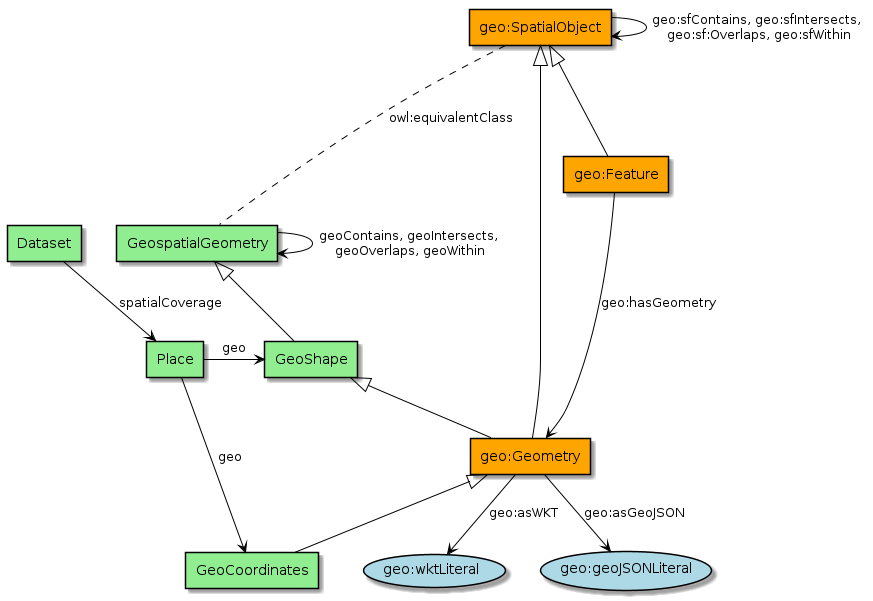 geo:SpatialObject
geo:sfContains, geo:sfIntersects,
geo:sf:Overlaps, geo:sfWithin
owl:equivalentClass
geo:Feature
Dataset
GeospatialGeometry
geoContains, geoIntersects,
geoOverlaps, geoWithin
spatialCoverage
geo:hasGeometry
Place
geo
GeoShape
geo
geo:Geometry
geo:asWKT
geo:asGeoJSON
GeoCoordinates
geo:wktLiteral
geo:geoJSONLiteral